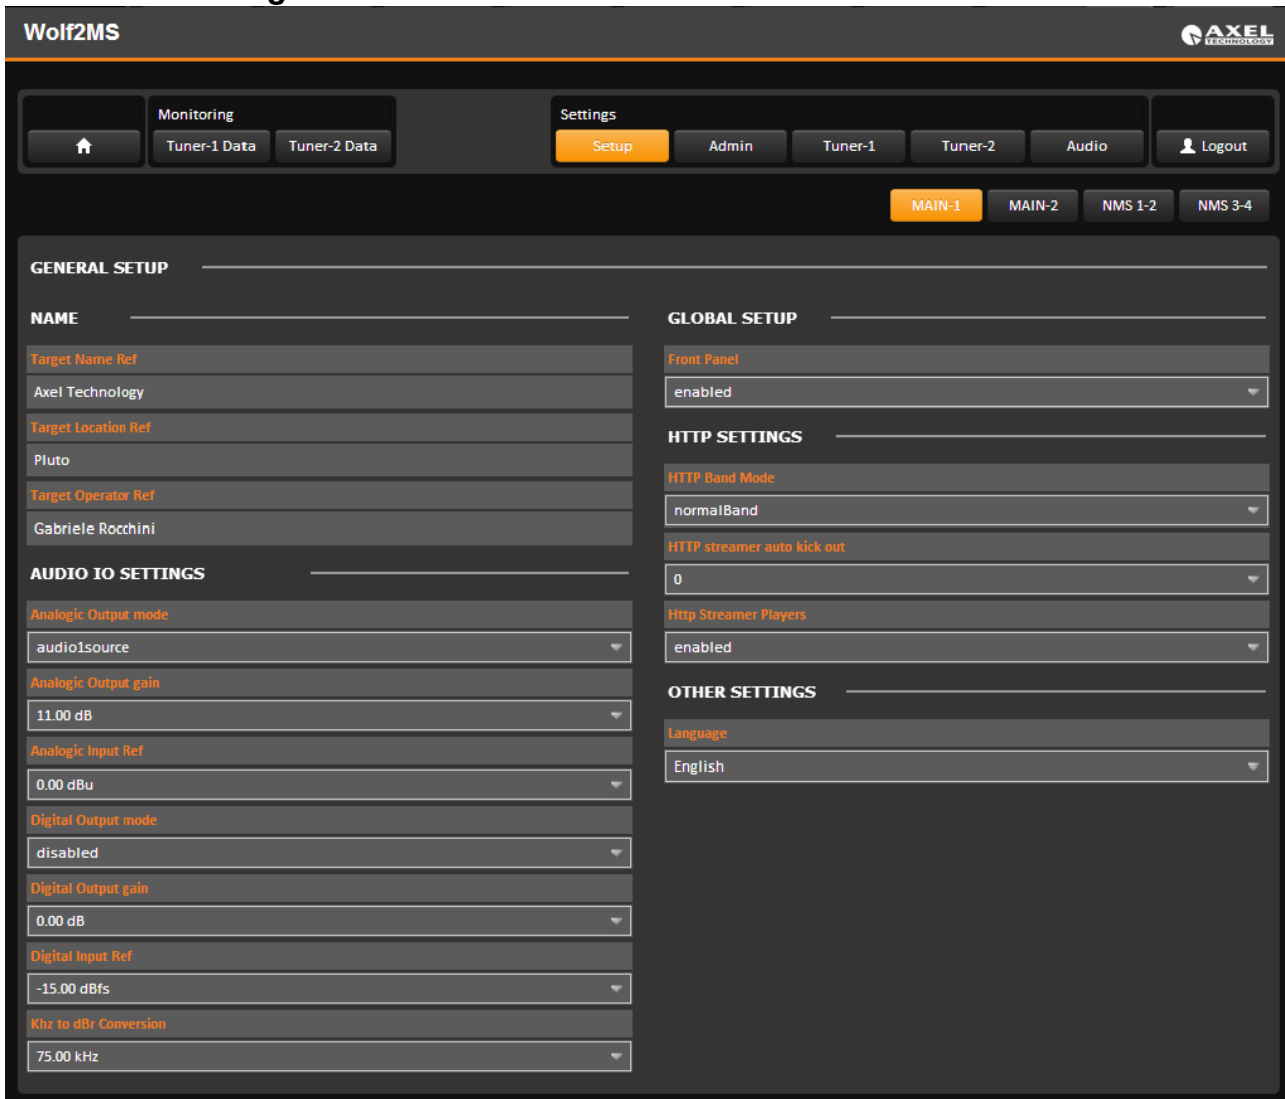 Wolf2MS
AXEL
TECHNOLOGY
Monitoring
Settings
Tuner-1 Data
Tuner-2 Data
Setup
Admin
Tuner-1
Tuner-2
Audio
Logout
MAIN-1
MAIN-2
NMS 1-2
NMS 3-4
GENERAL SETUP
NAME
Target Name Ref
Axel Technology
Target Location Ref
Pluto
Target Operator Ref
Gabriele Rocchini
AUDIO IO SETTINGS
Analogic Output mode
audio1source
Analogic Output gain
11.00 dB
Analogic Input Ref
0.00 dBu
Digital Output mode
disabled
Digital Output gain
0.00 dB
Digital Input Ref
-15.00 dBfs
Khz to dBr Conversion
75.00 kHz
GLOBAL SETUP
Front Panel
enabled
HTTP SETTINGS
HTTP Band Mode
normalBand
HTTP streamer auto kick out
0
Http Streamer Players
enabled
OTHER SETTINGS
Language
English